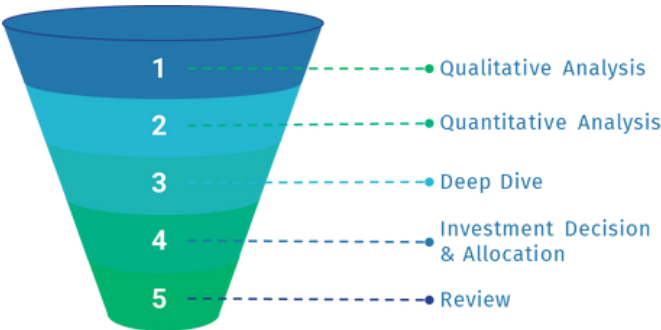 1
Qualitative Analysis
2
Quantitative Analysis
3
Deep Dive
4
Investment Decision
& Allocation
5
Review